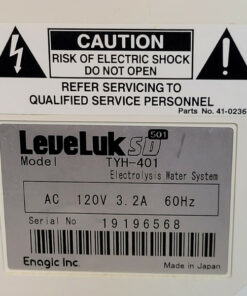 CAUTION
RISK OF ELECTRIC SHOCK
DO NOT OPEN
REFER SERVICING TO
QUALIFIED SERVICE PERSONNEL
Parts No. 41-0236
LeveLuk SD 501
Model TYH-401
Electrolysis Water System
AC 120V 3.2A 60Hz
Serial No 19196568
Enagic Inc. Made in Japan